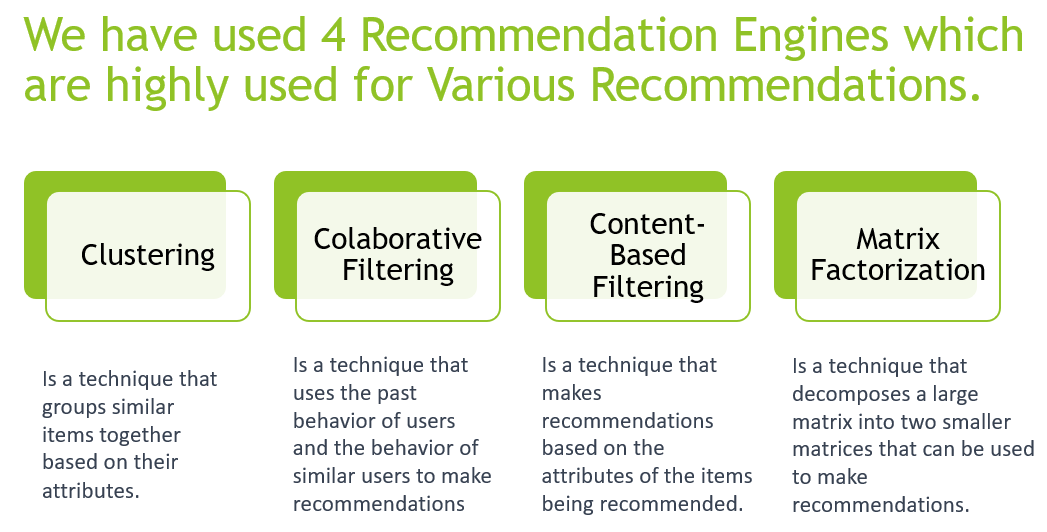 We have used 4 Recommendation Engines which
are highly used for Various Recommendations.
Clustering
Is a technique that
groups similar
items together
based on their
attributes.
Colaborative
Filtering
Is a technique that
uses the past
behavior of users
and the behavior of
similar users to make
recommendations
Content-
Based
Filtering
Is a technique that
makes
recommendations
based on the
attributes of the items
being recommended.
Matrix
Factorization
Is a technique that
decomposes a large
matrix into two smaller
matrices that can be used
to make
recommendations.